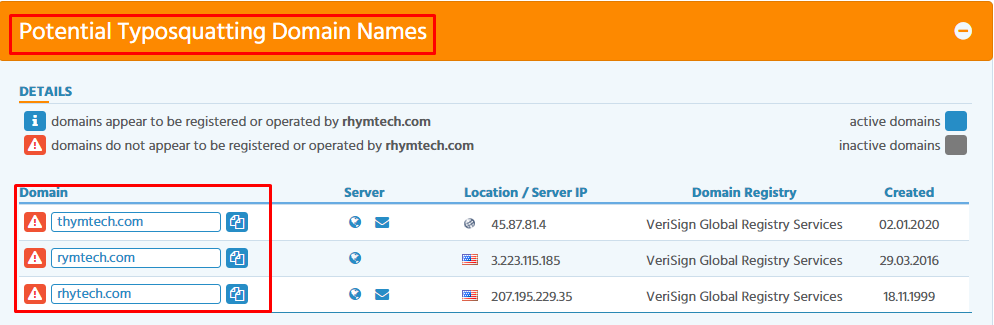 Potential Typosquatting Domain Names
DETAILS
domains appear to be registered or operated by rhymtech.com active domains
domains do not appear to be registered or operated by rhymtech.com inactive domains
Domain Server Location / Server IP Domain Registry Created
thymtech.com 45.87.81.4 VeriSign Global Registry Services 02.01.2020
rymtech.com 3.223.115.185 VeriSign Global Registry Services 29.03.2016
rhytech.com 207.195.229.35 VeriSign Global Registry Services 18.11.1999